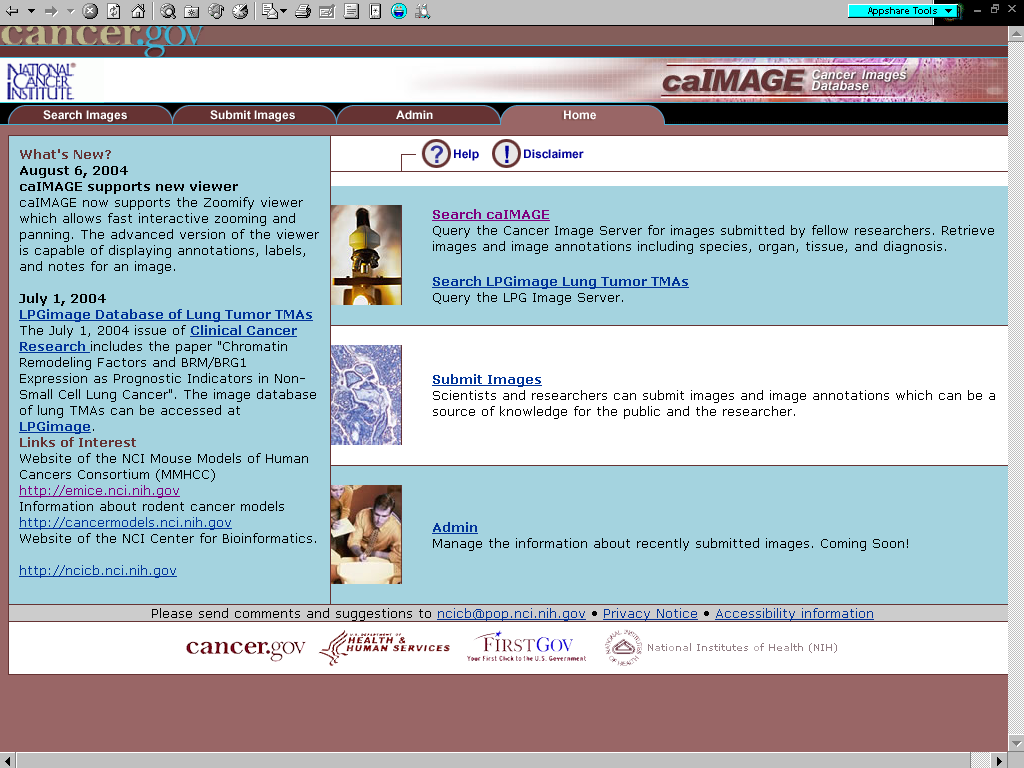 Appshare Tools
cancer.gov
NATIONAL
CANCER
INSTITUTE
caIMAGE Cancer Images
Database
Search Images
Submit Images
Admin
Home
What's New?
August 6, 2004
caIMAGE supports new viewer
caIMAGE now supports the Zoomify viewer
which allows fast interactive zooming and
panning. The advanced version of the viewer
is capable of displaying annotations, labels,
and notes for an image.
July 1, 2004
LPGimage Database of Lung Tumor TMAs
The July 1, 2004 issue of Clinical Cancer
Research includes the paper "Chromatin
Remodeling Factors and BRM/BRG1
Expression as Prognostic Indicators in Non-
Small Cell Lung Cancer". The image database
of lung TMAs can be accessed at
LPGimage.
Links of Interest
Website of the NCI Mouse Models of Human
Cancers Consortium (MMHCC)
http://emice.nci.nih.gov
Information about rodent cancer models
http://cancermodels.nci.nih.gov
Website of the NCI Center for Bioinformatics.
http://ncicb.nci.nih.gov
? Help
! Disclaimer
Search caIMAGE
Query the Cancer Image Server for images submitted by fellow researchers. Retrieve
images and image annotations including species, organ, tissue, and diagnosis.
Search LPGimage Lung Tumor TMAs
Query the LPG Image Server.
Submit Images
Scientists and researchers can submit images and image annotations which can be a
source of knowledge for the public and the researcher.
Admin
Manage the information about recently submitted images. Coming Soon!
Please send comments and suggestions to ncicb@pop.nci.nih.gov • Privacy Notice • Accessibility information
cancer.gov
U.S. DEPARTMENT OF
HEALTH &
HUMAN SERVICES
FIRSTGOV
Your First Click to the U.S. Government
National Institutes of Health (NIH)